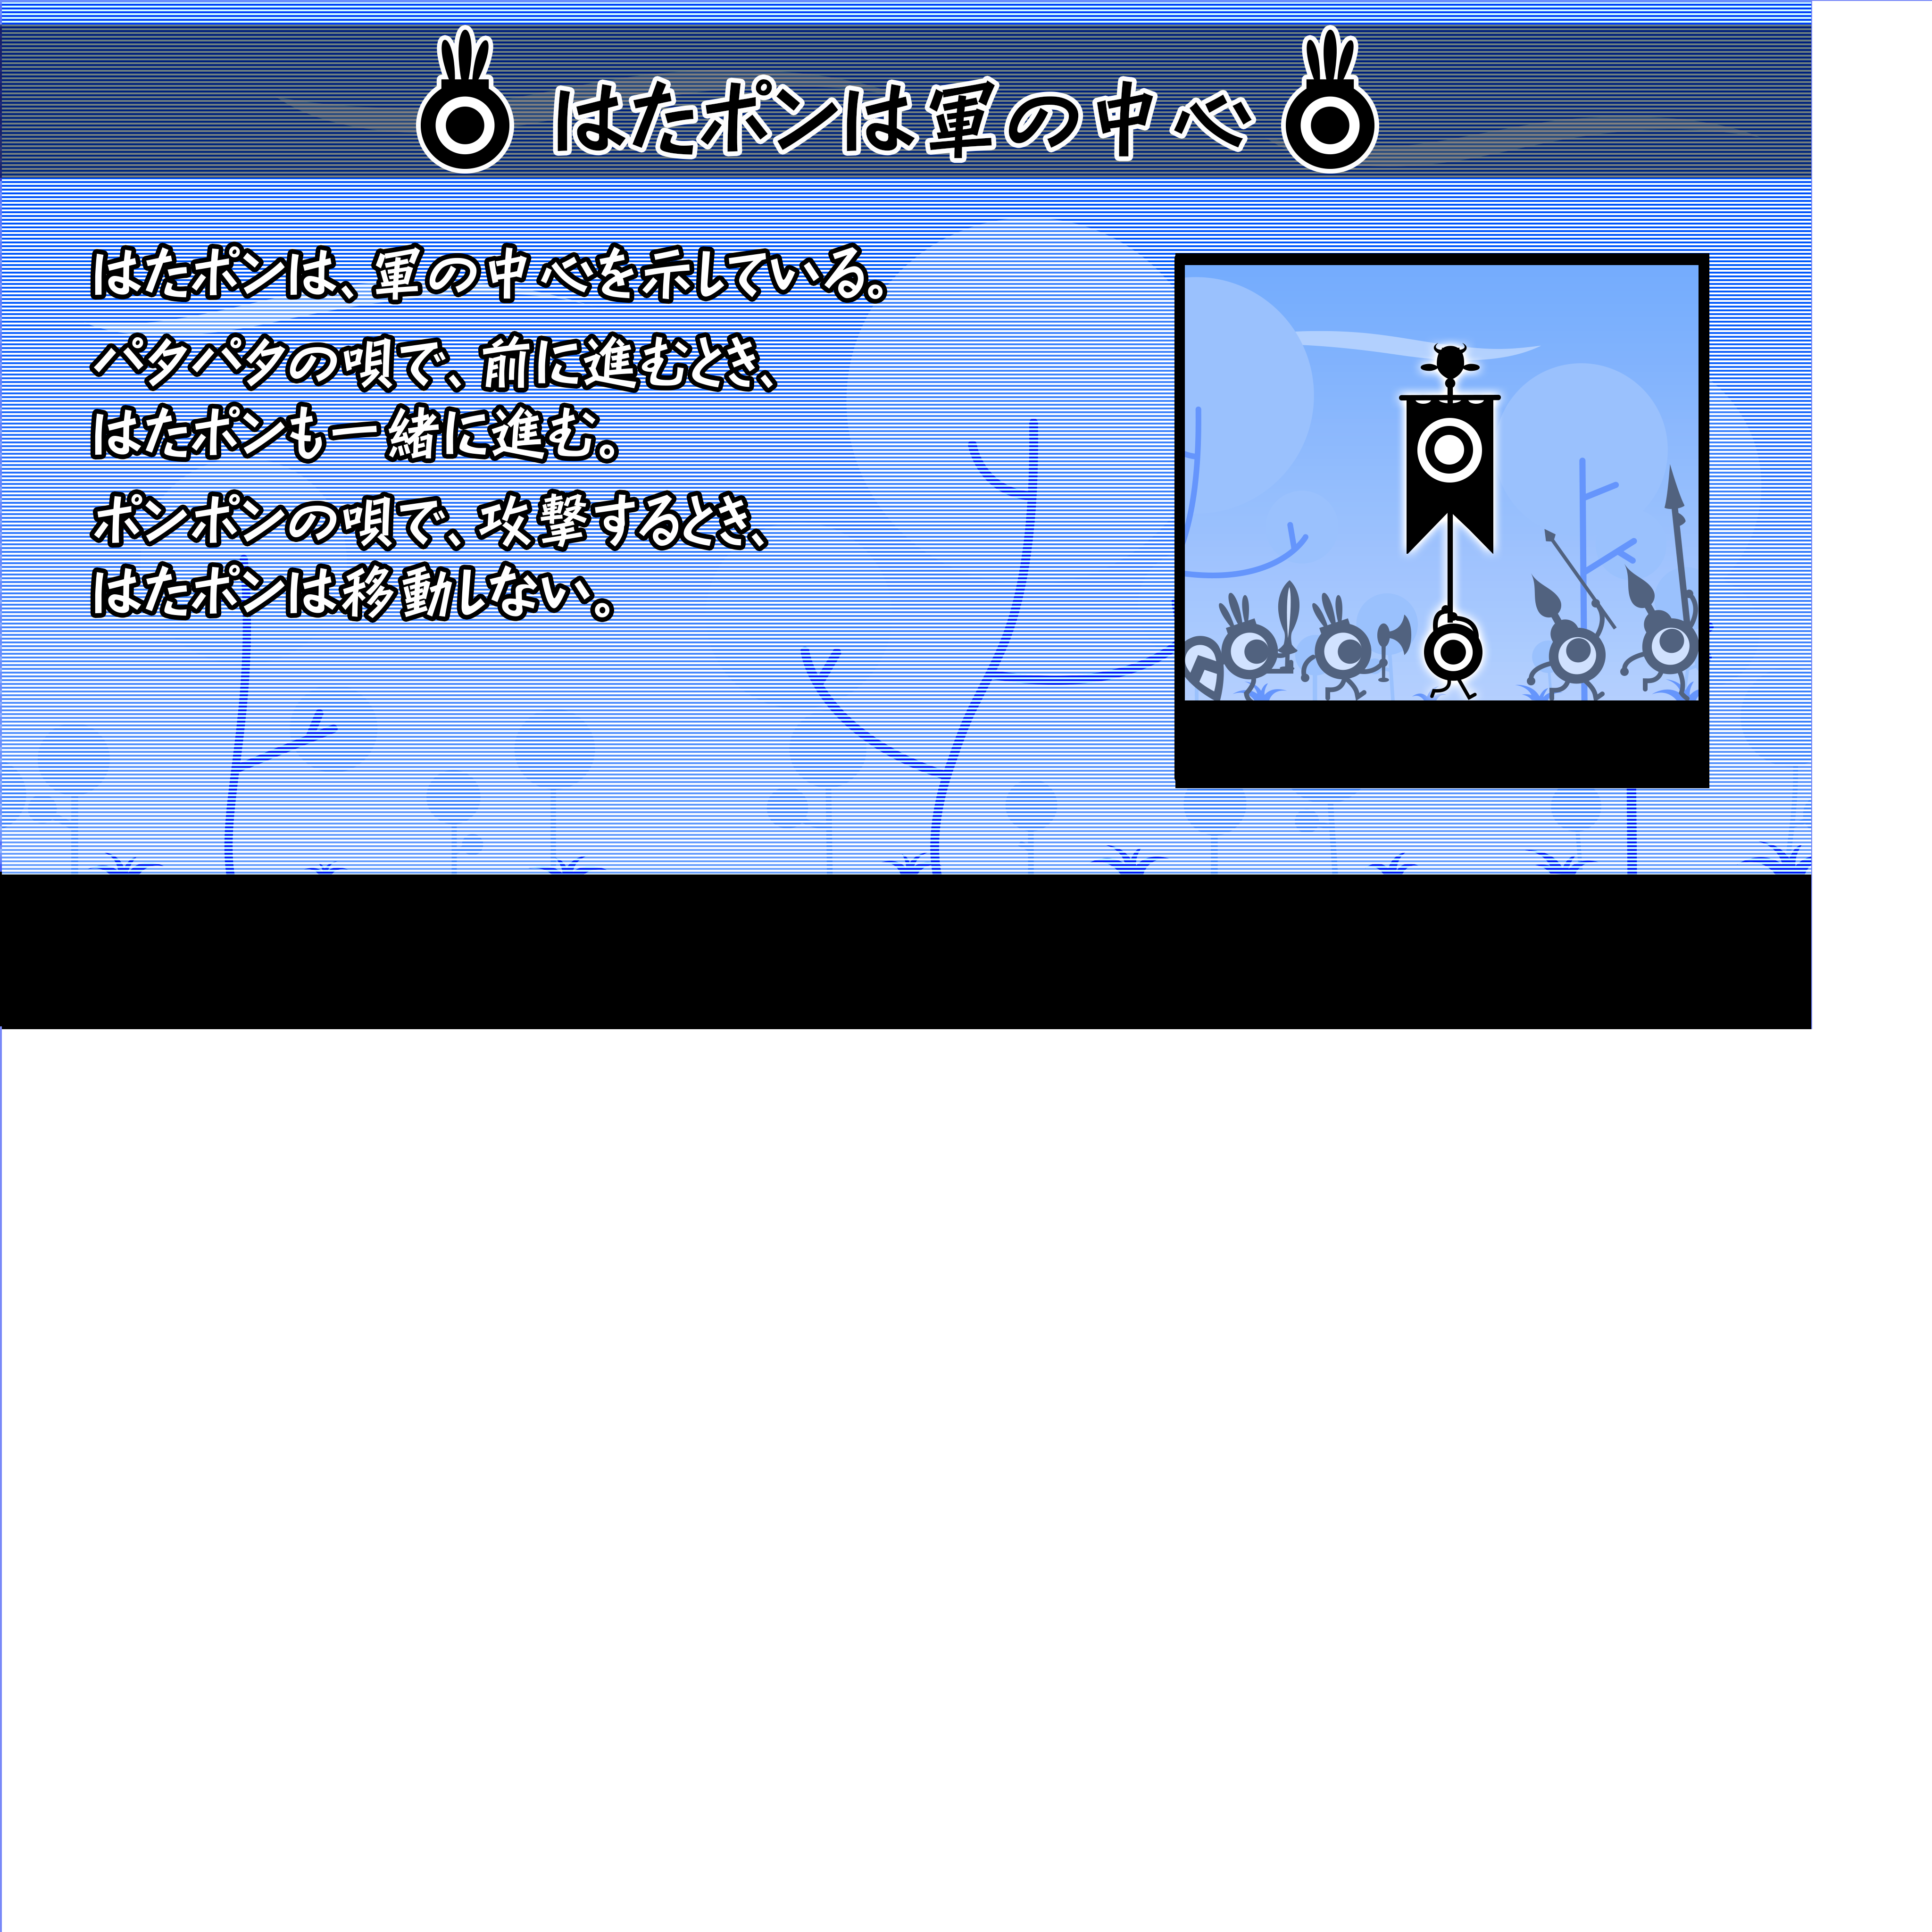 はたポンは軍の中心
はたポンは、軍の中心を示している。
パタパタの唄で、前に進むとき、
はたポンも一緒に進む。
ポンポンの唄で、攻撃するとき、
はたポンは移動しない。